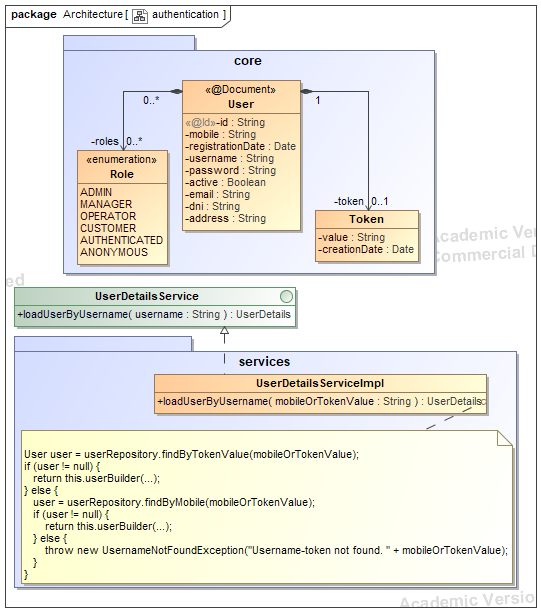 package Architecture [ authentication ]
core
«@Document»
User
«@Id»-id : String
-mobile : String
-registrationDate : Date
-username : String
-password : String
-active : Boolean
-email : String
-dni : String
-address : String
0..*
1
-roles 0..*
-token 0..1
«enumeration»
Role
ADMIN
MANAGER
OPERATOR
CUSTOMER
AUTHENTICATED
ANONYMOUS
Token
-value : String
-creationDate : Date
Academic Vers
Commercial D
ed
UserDetailsService
+loadUserByUsername( username : String ) : UserDetails
services
UserDetailsServiceImpl
+loadUserByUsername( mobileOrTokenValue : String ) : UserDetails
User user = userRepository.findByTokenValue(mobileOrTokenValue);
if (user != null) {
return this.userBuilder(...);
} else {
user = userRepository.findByMobile(mobileOrTokenValue);
if (user != null) {
return this.userBuilder(...);
} else {
throw new UsernameNotFoundException("Username-token not found. " + mobileOrTokenValue);
}
}
Academic Versio